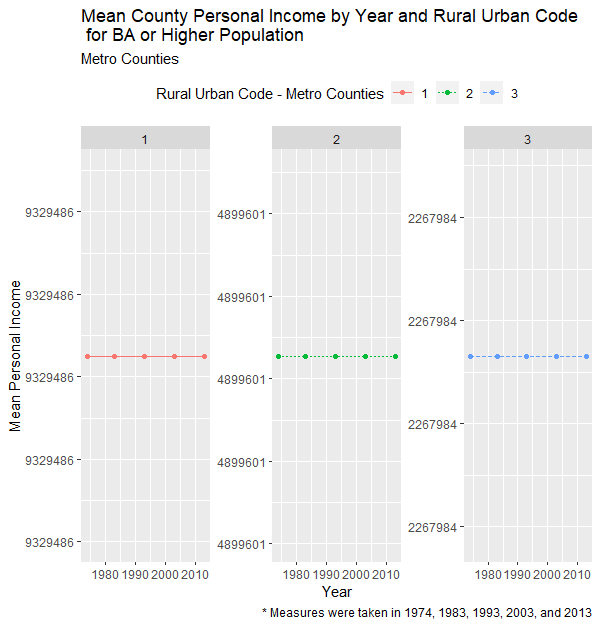 Mean County Personal Income by Year and Rural Urban Code
for BA or Higher Population
Metro Counties
Rural Urban Code - Metro Counties 1 2 3
1 2 3
9329486
9329486
9329486
9329486
9329486
4899601
4899601
4899601
4899601
4899601
2267984
2267984
2267984
2267984
Mean Personal Income
1980 1990 2000 2010 1980 1990 2000 2010 1980 1990 2000 2010
Year
* Measures were taken in 1974, 1983, 1993, 2003, and 2013